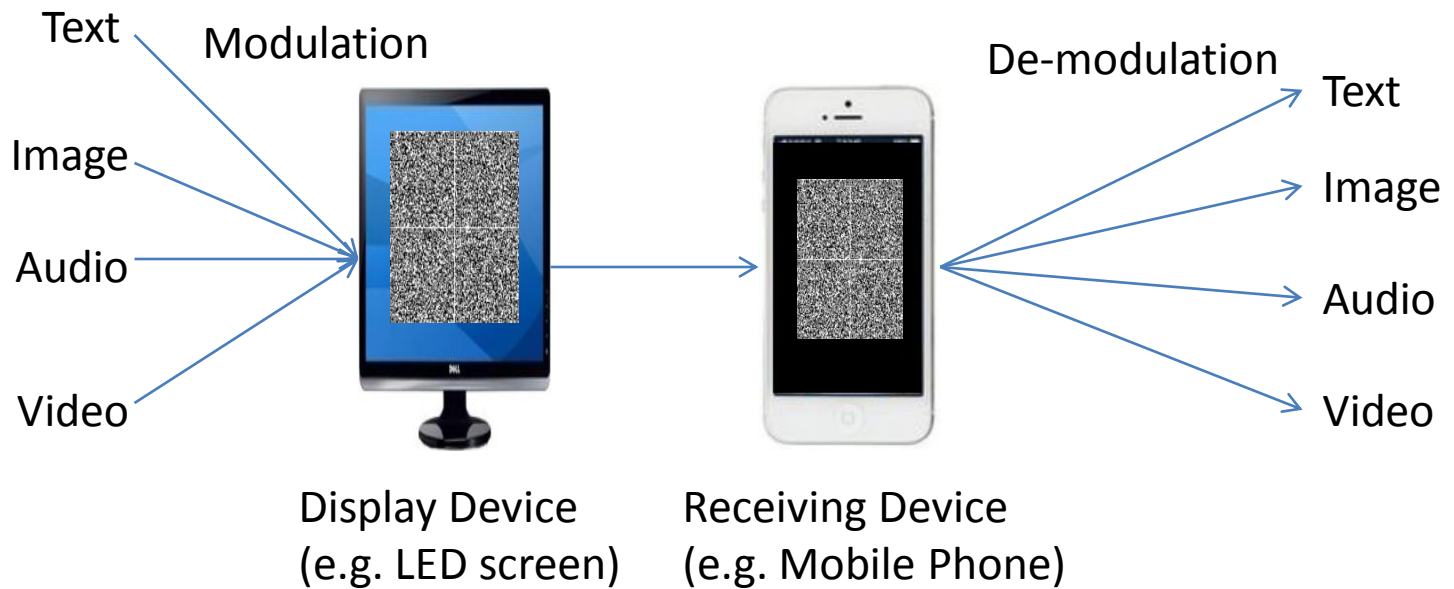 Text
Modulation
De-modulation
Text
Image
Image
Audio
Audio
Video
Video
DELL
Display Device
(e.g. LED screen)
Receiving Device
(e.g. Mobile Phone)